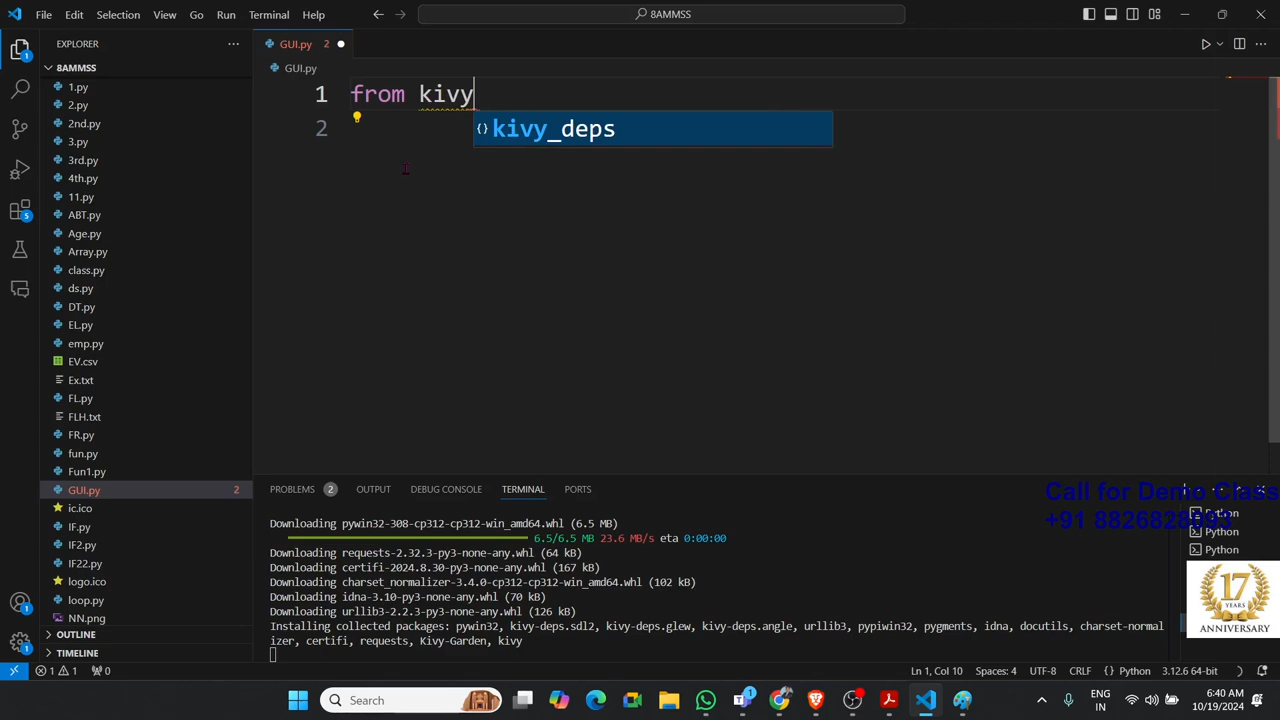 File Edit Selection View Go Run Terminal Help
8AMMSS
EXPLORER
GUI.py 2
8AMMSS
GUI.py
1.py
2.py
2nd.py
3.py
3rd.py
4th.py
11.py
ABT.py
Age.py
Array.py
class.py
ds.py
DT.py
EL.py
emp.py
EV.csv
Ex.txt
FL.py
FLH.txt
FR.py
fun.py
Fun1.py
GUI.py 2
ic.ico
IF.py
IF2.py
IF22.py
logo.ico
loop.py
NN.png
OUTLINE
TIMELINE
1 from kivy
kivy_deps
2
PROBLEMS 2 OUTPUT DEBUG CONSOLE TERMINAL PORTS
Call for Demo Class
+91 8826828093
Python
Python
Python
Downloading pywin32-308-cp312-cp312-win_amd64.whl (6.5 MB)
6.5/6.5 MB 23.6 MB/s eta 0:00:00
Downloading requests-2.32.3-py3-none-any.whl (64 kB)
Downloading certifi-2024.8.30-py3-none-any.whl (167 kB)
Downloading charset_normalizer-3.4.0-cp312-cp312-win_amd64.whl (102 kB)
Downloading idna-3.10-py3-none-any.whl (70 kB)
Downloading urllib3-2.2.3-py3-none-any.whl (126 kB)
Installing collected packages: pywin32, kivy-deps.sdl2, kivy-deps.glew, kivy-deps.angle, urllib3, pypiwin32, pygments, idna, docutils, charset-normal
izer, certifi, requests, Kivy-Garden, kivy
17
YEARS
ANNIVERSARY
1 1 0
Ln 1, Col 10 Spaces: 4 UTF-8 CRLF Python 3.12.6 64-bit
Search
ENG
IN
6:40 AM
10/19/2024